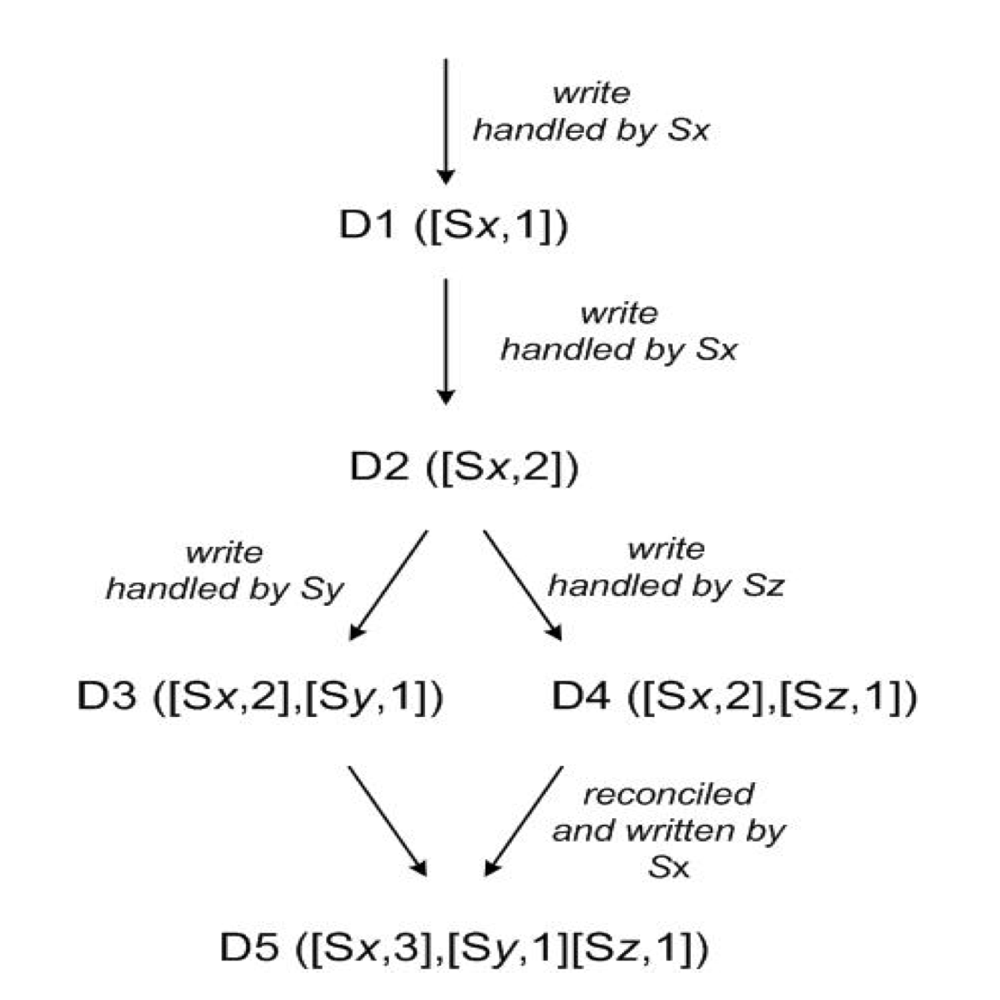 write
handled by Sx
D1 ([Sx,1])
write
handled by Sx
D2 ([Sx,2])
write
handled by Sy
write
handled by Sz
D3 ([Sx,2],[Sy,1])
D4 ([Sx,2],[Sz,1])
reconciled
and written by
Sx
D5 ([Sx,3],[Sy,1][Sz,1])